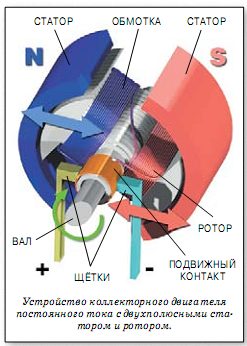 СТАТОР ОБМОТКА СТАТОР
N S
ВАЛ
РОТОР
ЩЁТКИ
ПОДВИЖНЫЙ
КОНТАКТ
+ -
Устройство коллекторного двигателя
постоянного тока с двухполюсными ста-
тором и ротором.